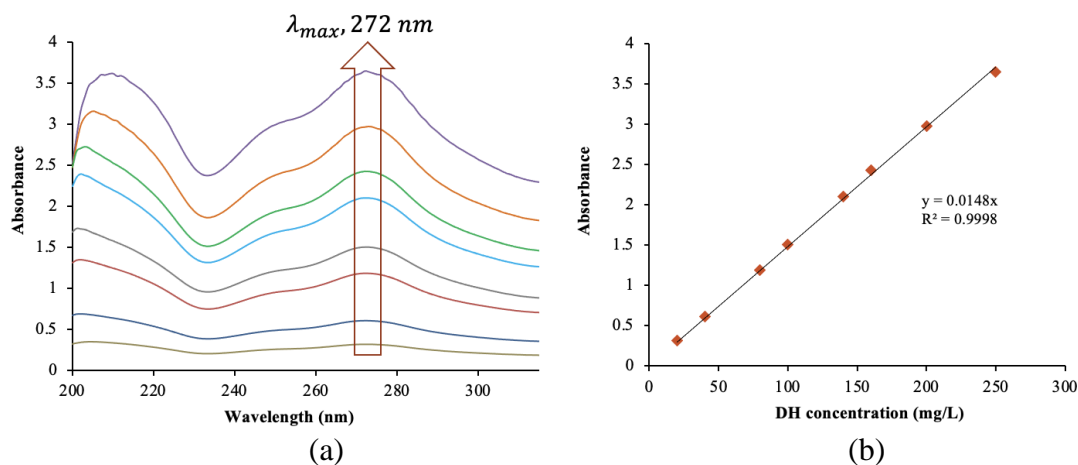 λmax, 272 nm
4
3.5
3
2.5
2
1.5
1
0.5
0
Absorbance
200 220 240 260 280 300
Wavelength (nm)
(a)
4
3.5
3
2.5
2
1.5
1
0.5
0
Absorbance
y = 0.0148x
R² = 0.9998
0 50 100 150 200 250 300
DH concentration (mg/L)
(b)